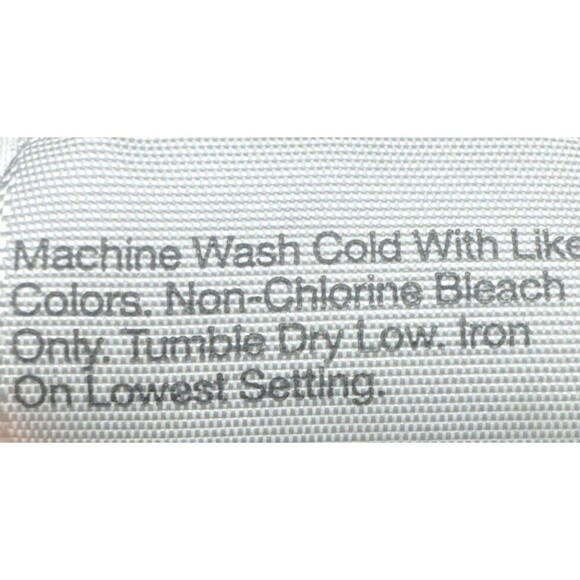 Machine Wash Cold With Like
Colors. Non-Chlorine Bleach
Only. Tumble Dry Low. Iron
On Lowest Setting.